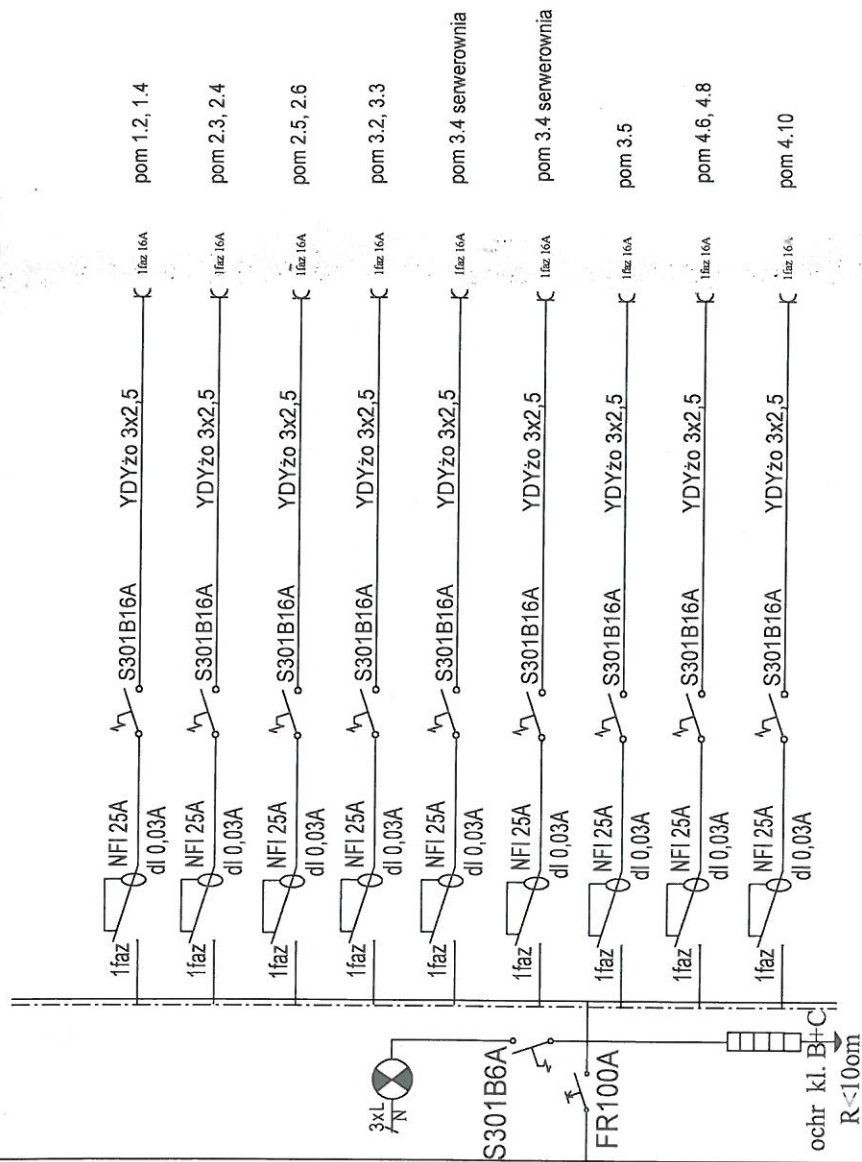 1faz
NFI 25A
dI 0,03A
S301B16A
YDYżo 3x2,5
1faz 16A
pom 1.2, 1.4
1faz
NFI 25A
dI 0,03A
S301B16A
YDYżo 3x2,5
1faz 16A
pom 2.3, 2.4
1faz
NFI 25A
dI 0,03A
S301B16A
YDYżo 3x2,5
1faz 16A
pom 2.5, 2.6
1faz
NFI 25A
dI 0,03A
S301B16A
YDYżo 3x2,5
1faz 16A
pom 3.2, 3.3
1faz
NFI 25A
dI 0,03A
S301B16A
YDYżo 3x2,5
1faz 16A
pom 3.4 serwerownia
1faz
NFI 25A
dI 0,03A
S301B16A
YDYżo 3x2,5
1faz 16A
pom 3.4 serwerownia
1faz
NFI 25A
dI 0,03A
S301B16A
YDYżo 3x2,5
1faz 16A
pom 3.5
1faz
NFI 25A
dI 0,03A
S301B16A
YDYżo 3x2,5
1faz 16A
pom 4.6, 4.8
1faz
NFI 25A
dI 0,03A
S301B16A
YDYżo 3x2,5
1faz 16A
pom 4.10
3xL
N
S301B6A
FR100A
ochr kl. B+C
R<10om